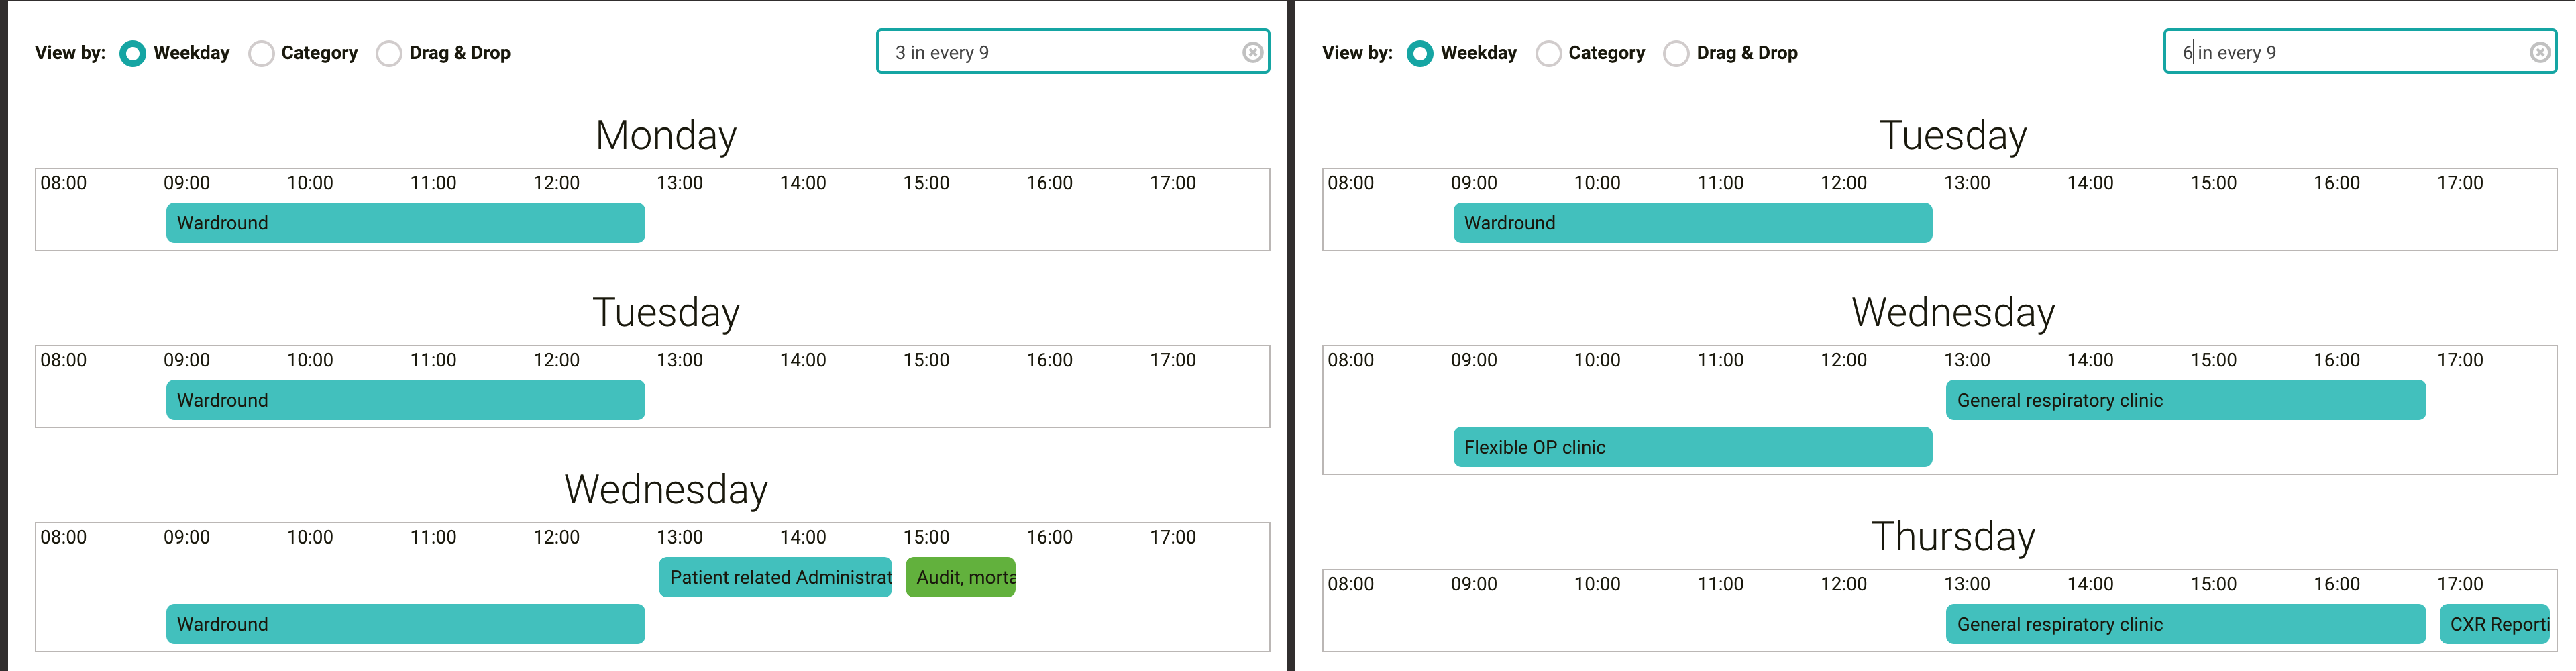 View by: Weekday Category Drag & Drop
3 in every 9
Monday
08:00 09:00 10:00 11:00 12:00 13:00 14:00 15:00 16:00 17:00
Wardround
Tuesday
08:00 09:00 10:00 11:00 12:00 13:00 14:00 15:00 16:00 17:00
Wardround
Wednesday
08:00 09:00 10:00 11:00 12:00 13:00 14:00 15:00 16:00 17:00
Patient related Administrat Audit, morta
Wardround
View by: Weekday Category Drag & Drop
6 in every 9
Tuesday
08:00 09:00 10:00 11:00 12:00 13:00 14:00 15:00 16:00 17:00
Wardround
Wednesday
08:00 09:00 10:00 11:00 12:00 13:00 14:00 15:00 16:00 17:00
General respiratory clinic
Flexible OP clinic
Thursday
08:00 09:00 10:00 11:00 12:00 13:00 14:00 15:00 16:00 17:00
General respiratory clinic CXR Reporti